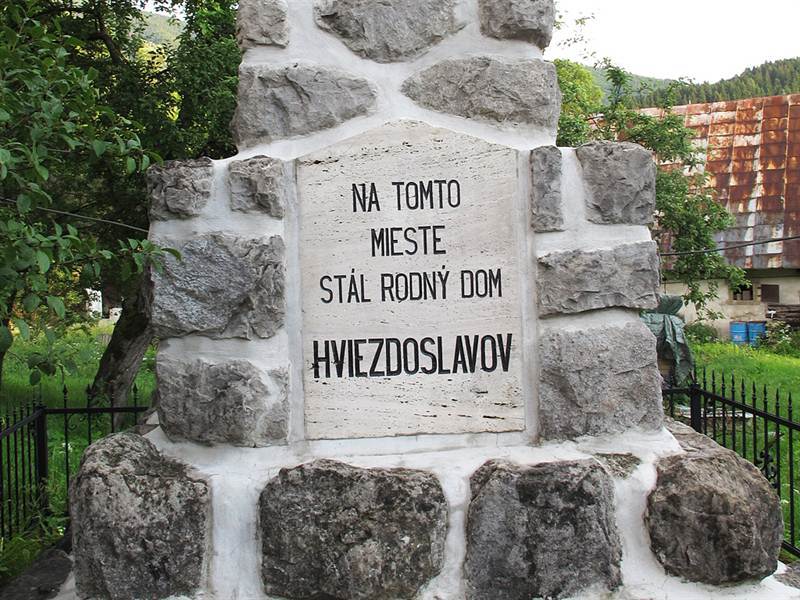 NA TOMTO
MIESTE
STÁL RODNÝ DOM
HVIEZDOSLAVOV